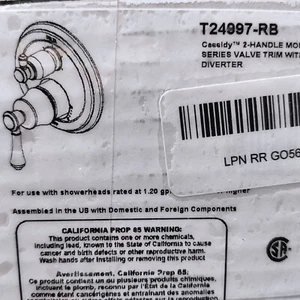 T24997-RB
Cassidy™ 2-HANDLE MO
SERIES VALVE TRIM WIT
DIVERTER
LPN RR GO56
For use with showerheads rated at 1.20 gp higher
Assembled in the US with Domestic and Foreign Components
CALIFORNIA PROP 65 WARNING:
This product contains one or more chemicals,
including lead, known to the State of California to cause
cancer and birth defects or other reproductive harm.
Wash hands after installing or removing this product
Avertissement, California Prop 65.
Ce produit contient un ou plusieurs produits chimiques,
incluant le plomb, reconnu par l'État de la Californie
comme étant cancérigènes et entraînant des anomalies